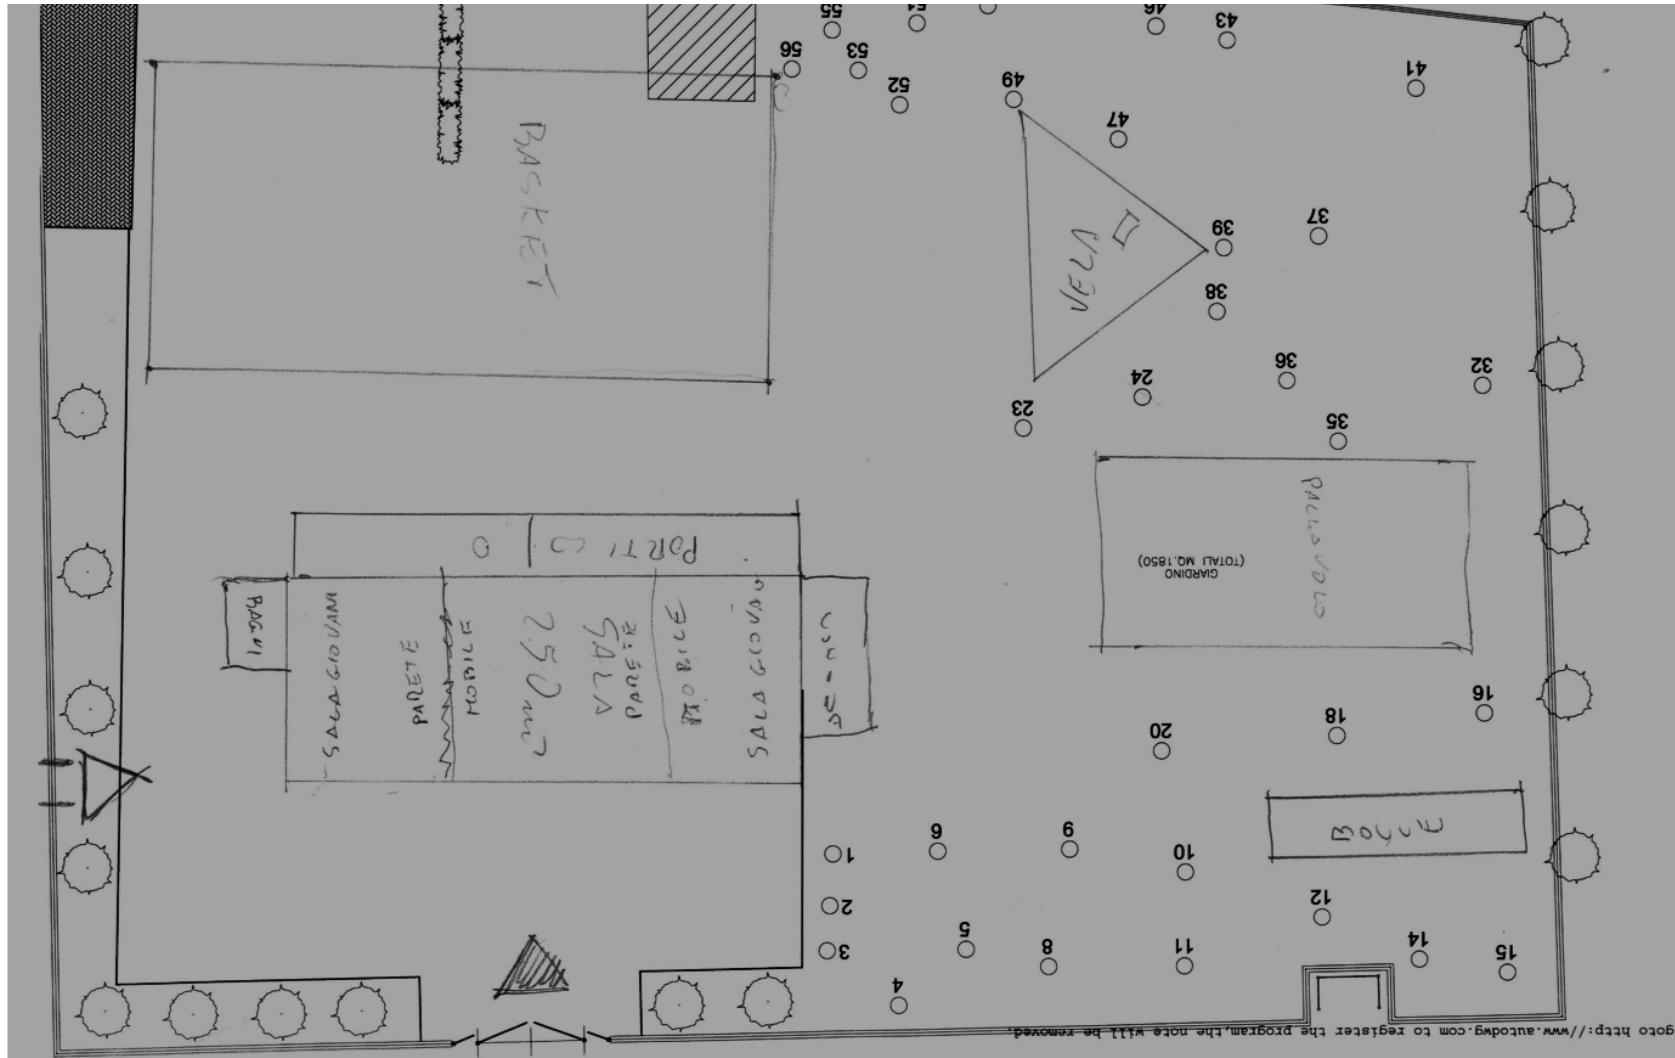 55
51
46
43
56
53
52
49
41
47
BASKET
39
37
VELA
38
36
32
24
23
35
PALLAVOLO
GIARDINO
(TOTALI MQ.1850)
PORTICO
BAGNI
SALA GIOVANI
PARETE
MOBILE
250 mq
SALA
PARETE
MOBILE
SALA GIOVANI
16
18
20
BOCCE
1
6
9
10
2
12
3
5
8
11
14
15
4
goto http://www.autodwg.com to register the program,the note will be removed.